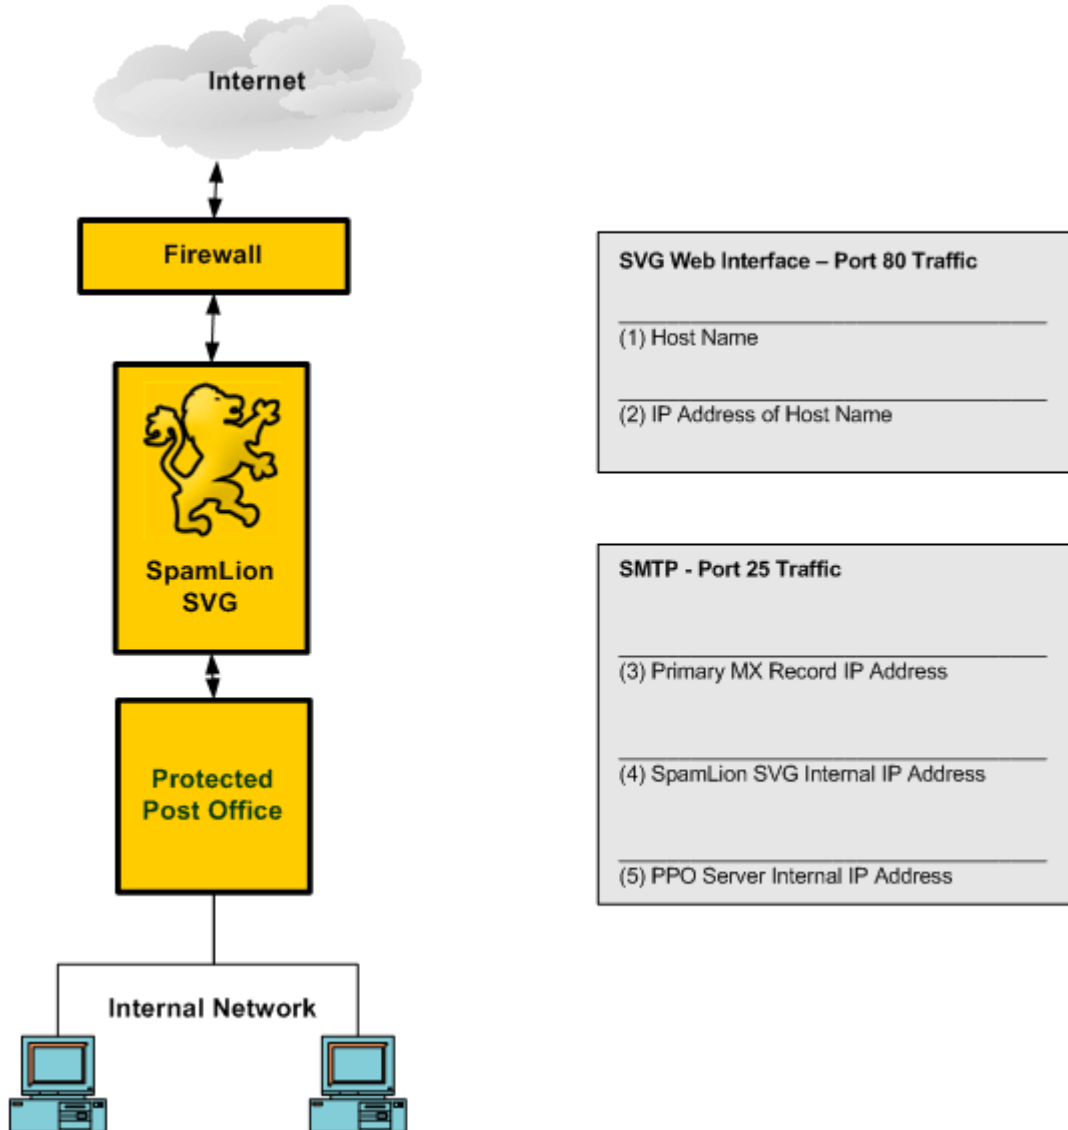 Internet
Firewall
SpamLion
SVG
Protected
Post Office
Internal Network
SVG Web Interface – Port 80 Traffic
(1) Host Name
(2) IP Address of Host Name
SMTP - Port 25 Traffic
(3) Primary MX Record IP Address
(4) SpamLion SVG Internal IP Address
(5) PPO Server Internal IP Address